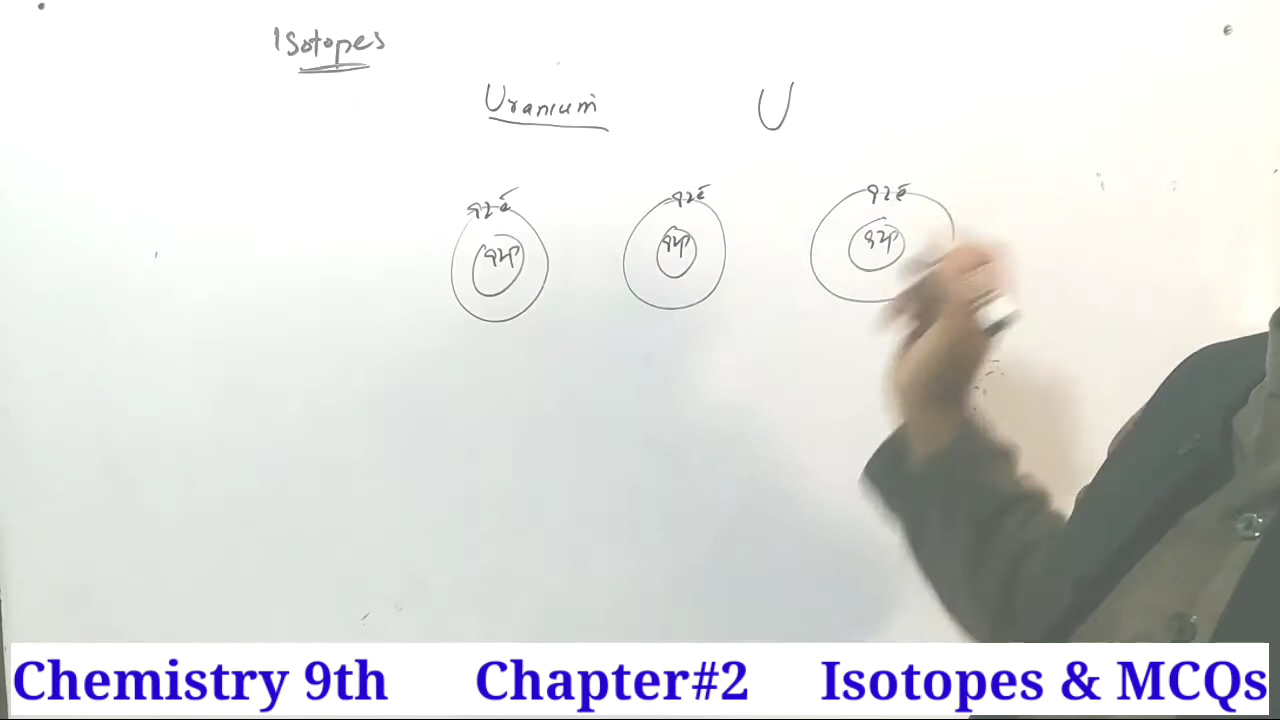 Isotopes
Uranium U
92e⁻ 92e⁻ 92e⁻
92p 92p 92p
Chemistry 9th Chapter#2 Isotopes & MCQs